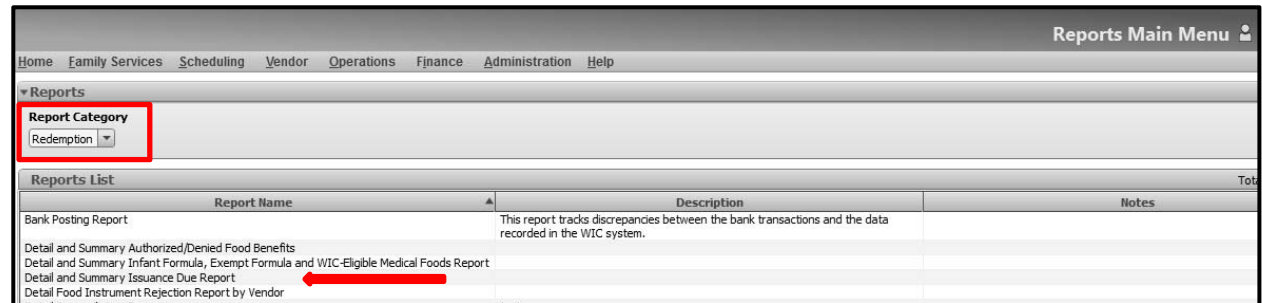 Reports Main Menu
Home Family Services Scheduling Vendor Operations Finance Administration Help
Reports
Report Category
Redemption
Reports List Tota
Report Name Description Notes
Bank Posting Report This report tracks discrepancies between the bank transactions and the data
recorded in the WIC system.
Detail and Summary Authorized/Denied Food Benefits
Detail and Summary Infant Formula, Exempt Formula and WIC-Eligible Medical Foods Report
Detail and Summary Issuance Due Report
Detail Food Instrument Rejection Report by Vendor